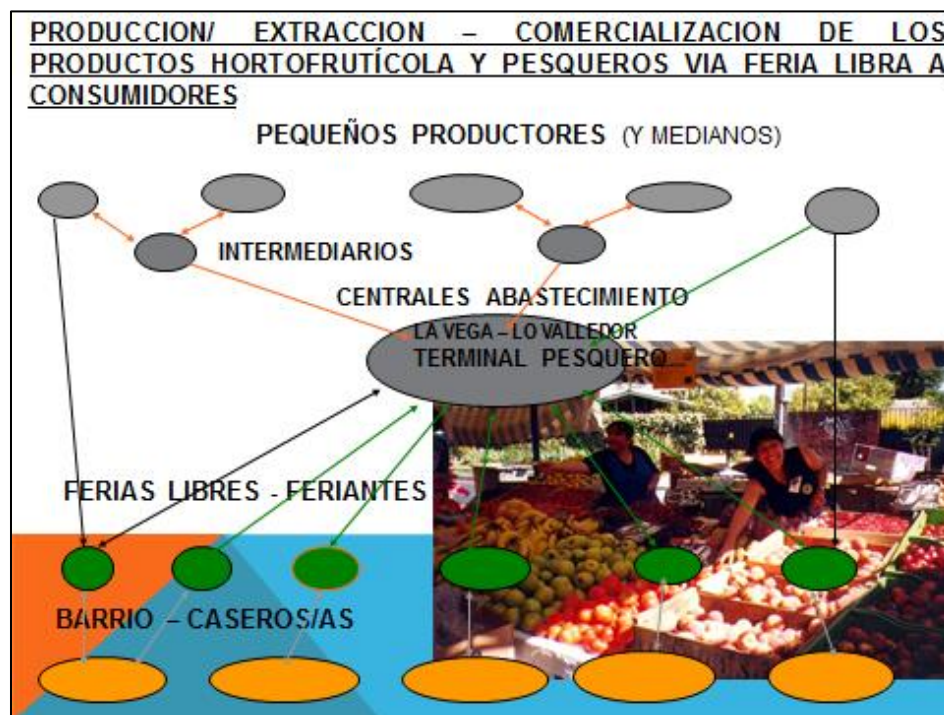 PRODUCCION/ EXTRACCION – COMERCIALIZACION DE LOS
PRODUCTOS HORTOFRUTÍCOLA Y PESQUEROS VIA FERIA LIBRA A
CONSUMIDORES
PEQUEÑOS PRODUCTORES (Y MEDIANOS)
INTERMEDIARIOS
CENTRALES ABASTECIMIENTO
LA VEGA – LO VALLEDOR
TERMINAL PESQUERO...
FERIAS LIBRES - FERIANTES
BARRIO – CASEROS/AS